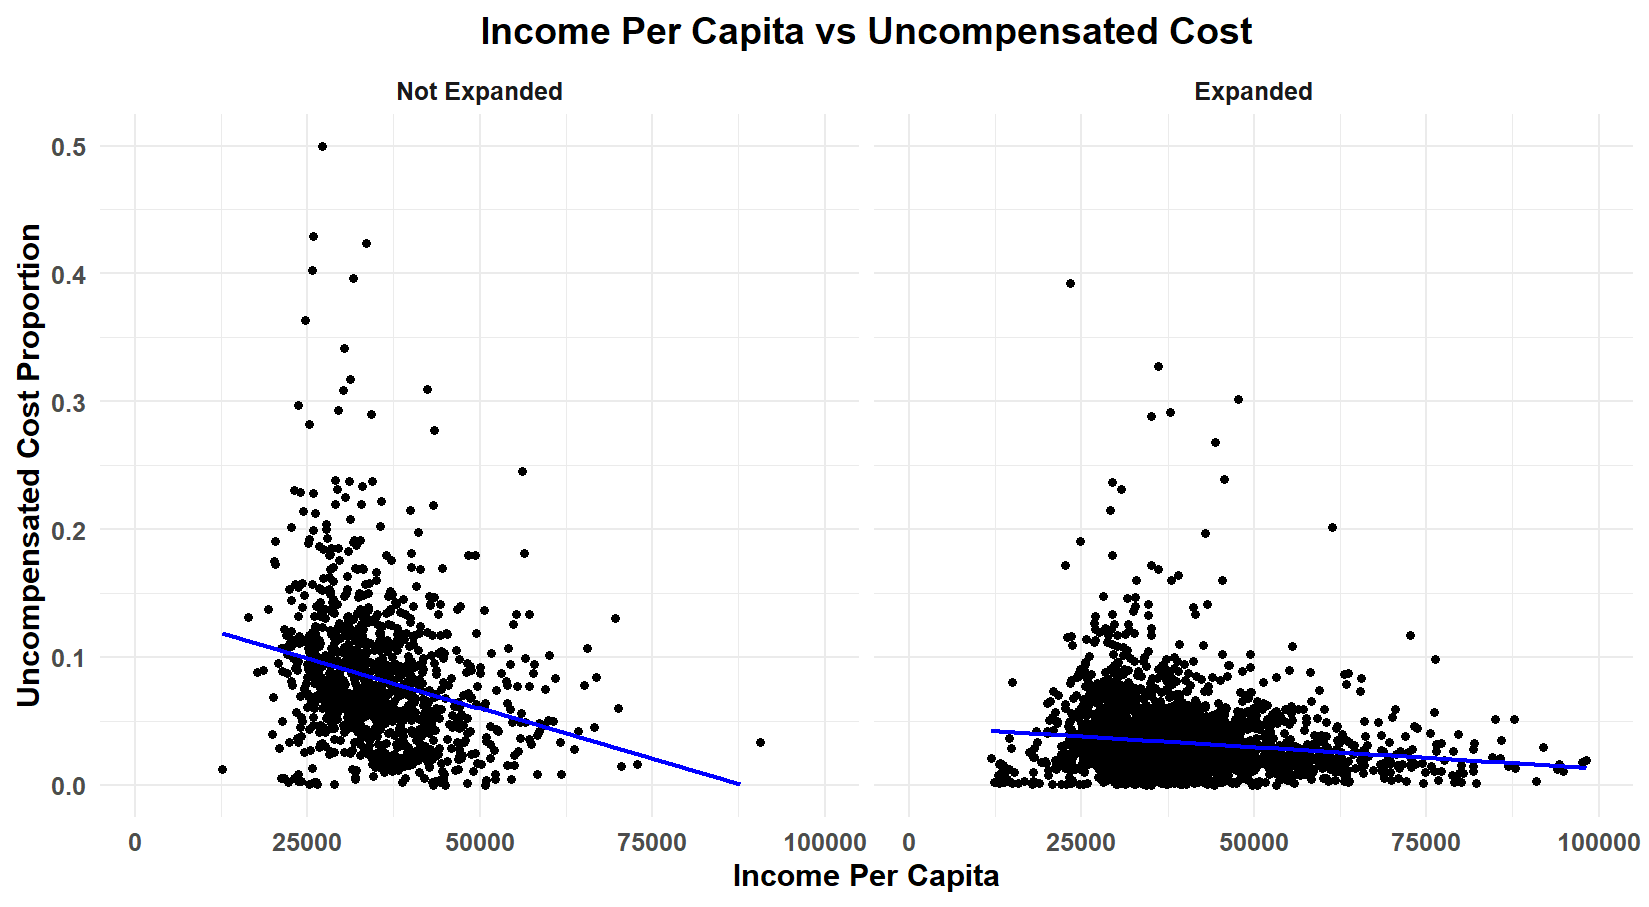 Income Per Capita vs Uncompensated Cost
Not Expanded
Expanded
Uncompensated Cost Proportion
0.5
0.4
0.3
0.2
0.1
0.0
0 25000 50000 75000 100000
0 25000 50000 75000 100000
Income Per Capita